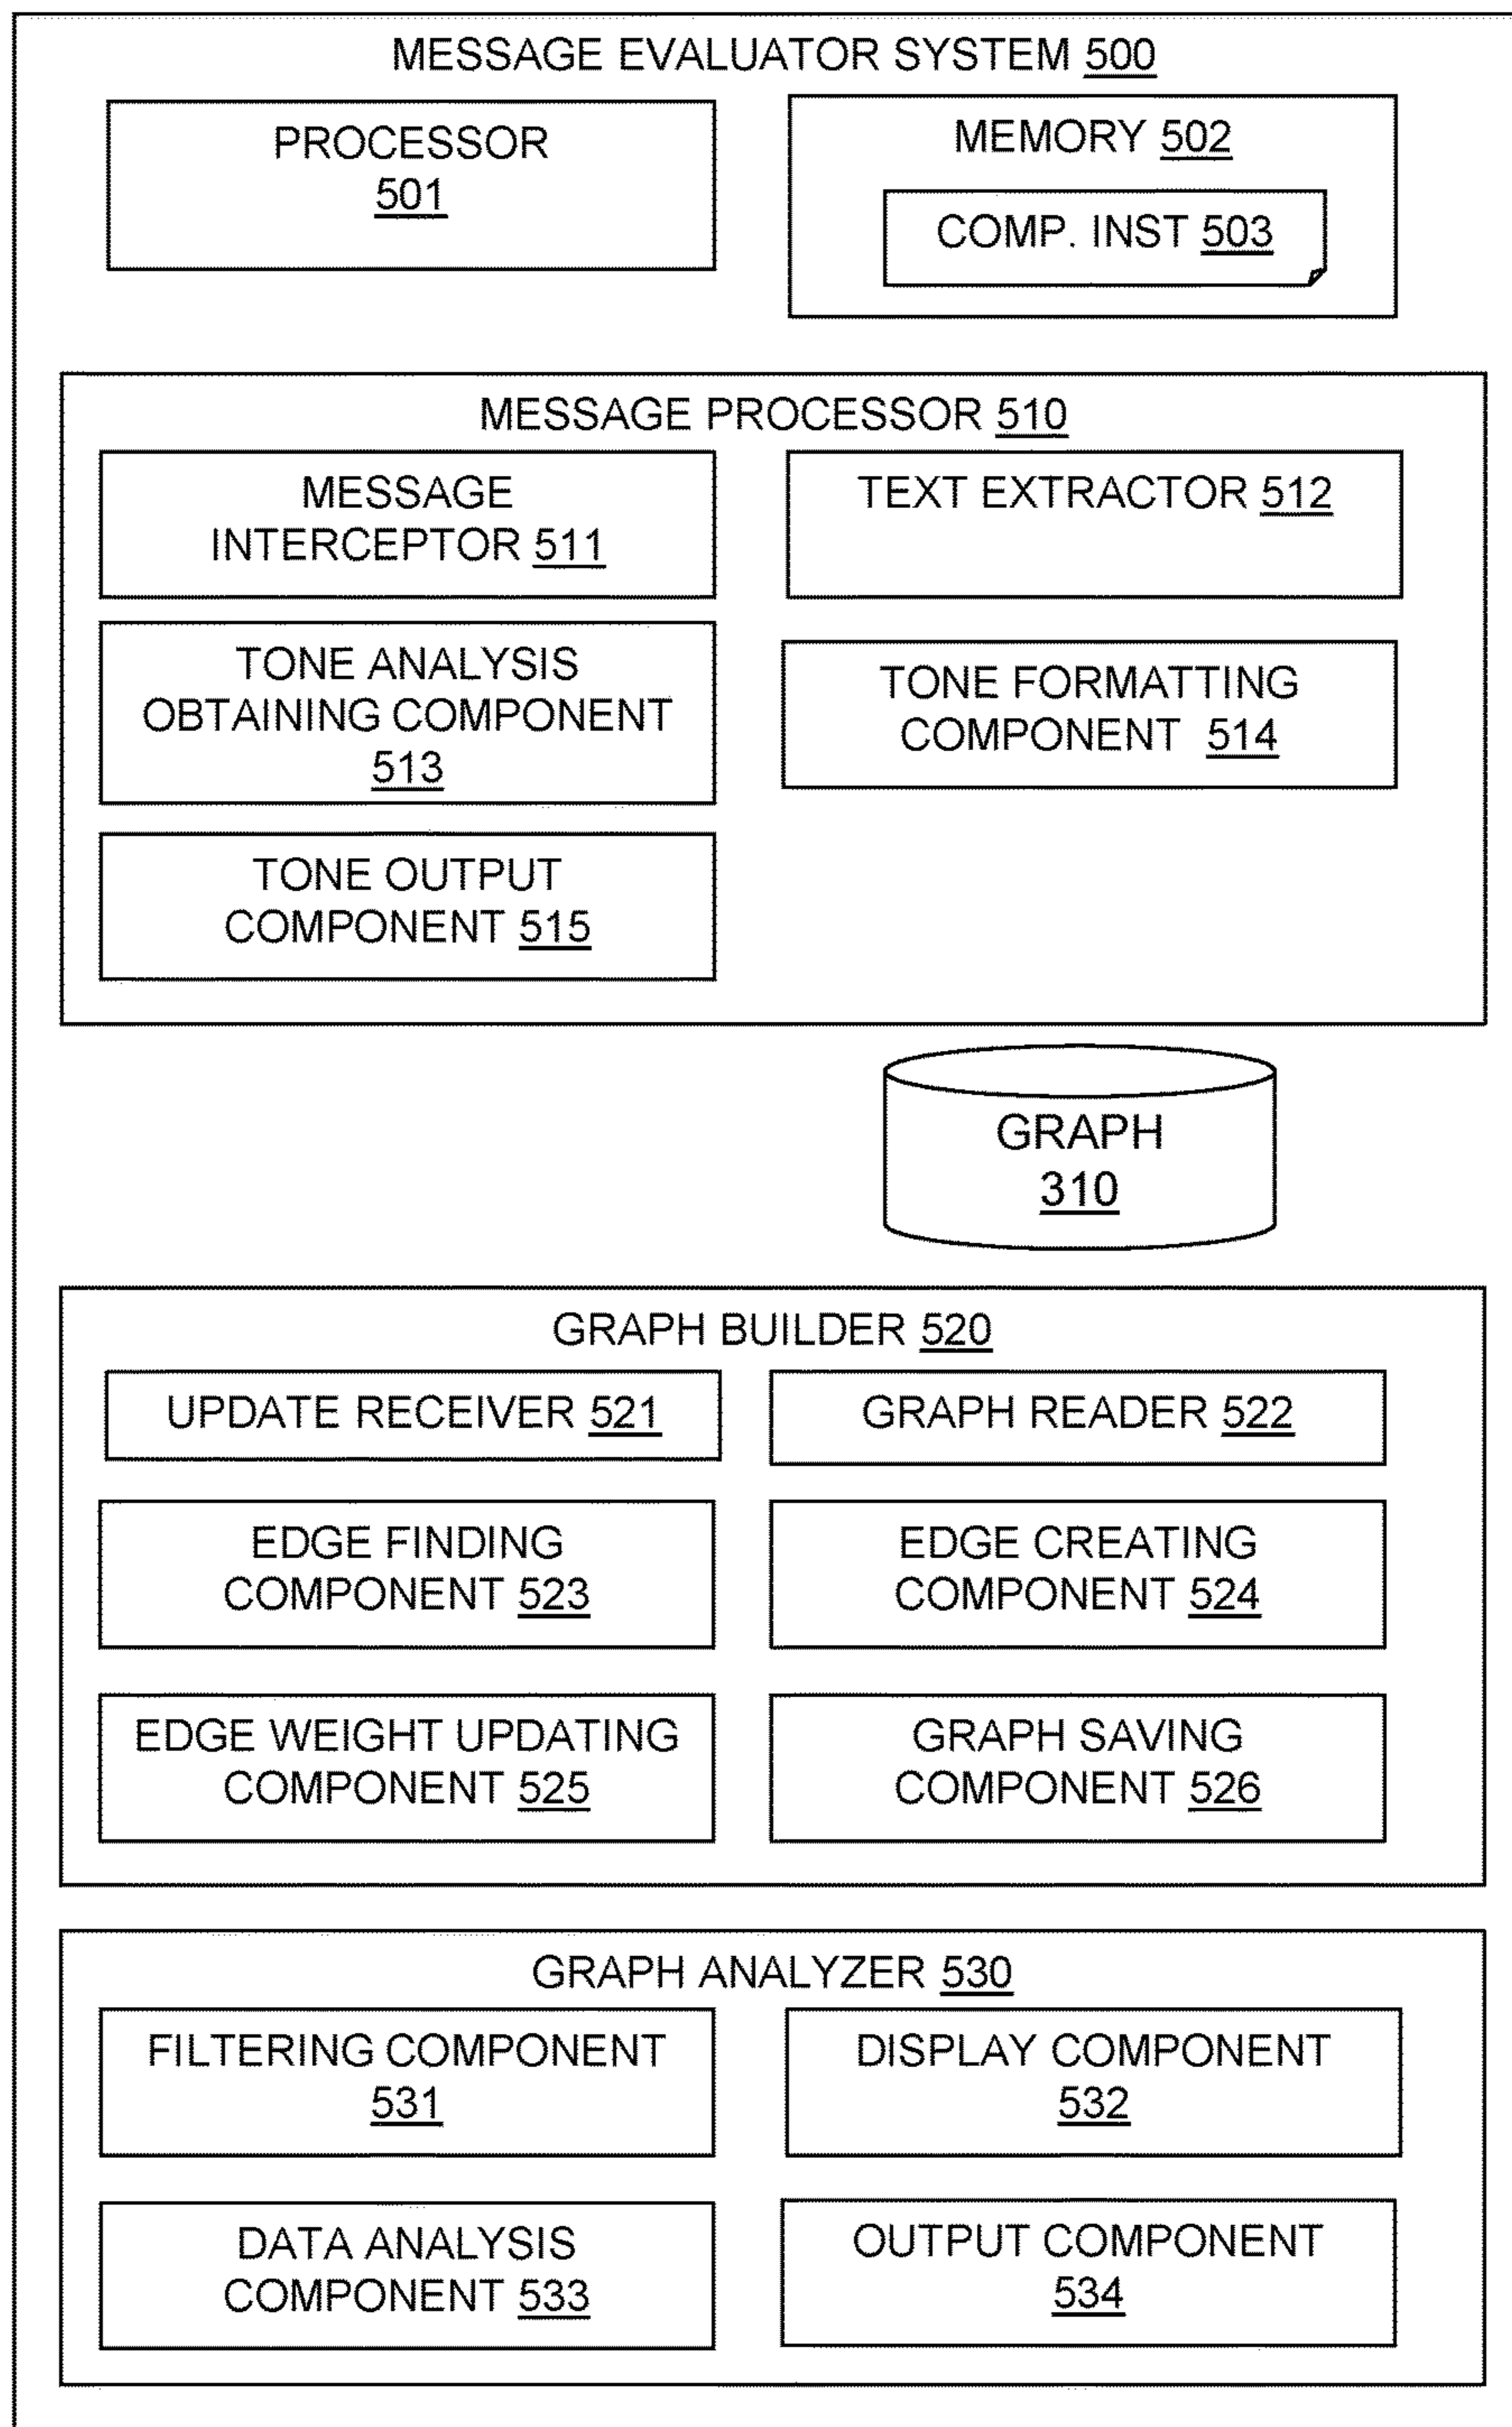 MESSAGE EVALUATOR SYSTEM 500
PROCESSOR
501
MEMORY 502
COMP. INST 503
MESSAGE PROCESSOR 510
MESSAGE
INTERCEPTOR 511
TEXT EXTRACTOR 512
TONE ANALYSIS
OBTAINING COMPONENT
513
TONE FORMATTING
COMPONENT 514
TONE OUTPUT
COMPONENT 515
GRAPH
310
GRAPH BUILDER 520
UPDATE RECEIVER 521
GRAPH READER 522
EDGE FINDING
COMPONENT 523
EDGE CREATING
COMPONENT 524
EDGE WEIGHT UPDATING
COMPONENT 525
GRAPH SAVING
COMPONENT 526
GRAPH ANALYZER 530
FILTERING COMPONENT
531
DISPLAY COMPONENT
532
DATA ANALYSIS
COMPONENT 533
OUTPUT COMPONENT
534